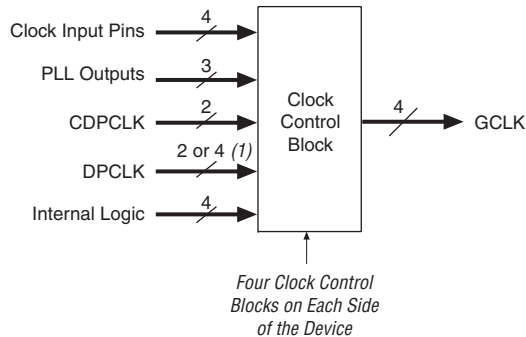 4
Clock Input Pins
3
PLL Outputs
2
CDPCLK
2 or 4 (1)
DPCLK
4
Internal Logic
Clock
Control
Block
4
GCLK
Four Clock Control
Blocks on Each Side
of the Device